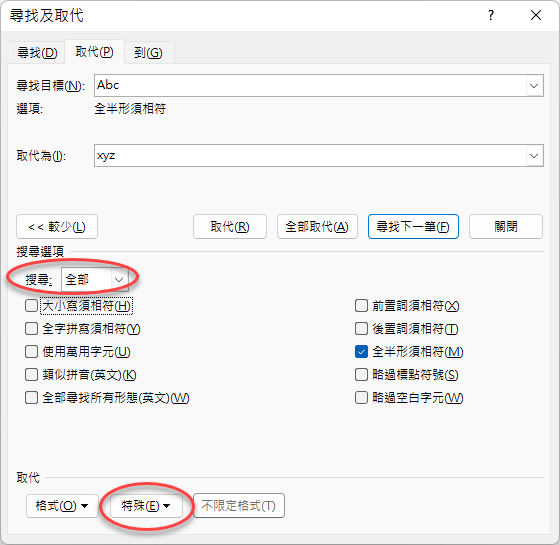 尋找及取代
尋找(D) 取代(P) 到(G)
尋找目標(N): Abc
選項: 全半形須相符
取代為(I): xyz
<< 較少(L) 取代(R) 全部取代(A) 尋找下一筆(F) 關閉
搜尋選項
搜尋: 全部
大小寫須相符(H) 前置詞須相符(X)
全字拼寫須相符(Y) 後置詞須相符(T)
使用萬用字元(U) 全半形須相符(M)
類似拼音(英文)(K) 略過標點符號(S)
全部尋找所有形態(英文)(W) 略過空白字元(W)
取代
格式(O) 特殊(E) 不限定格式(T)